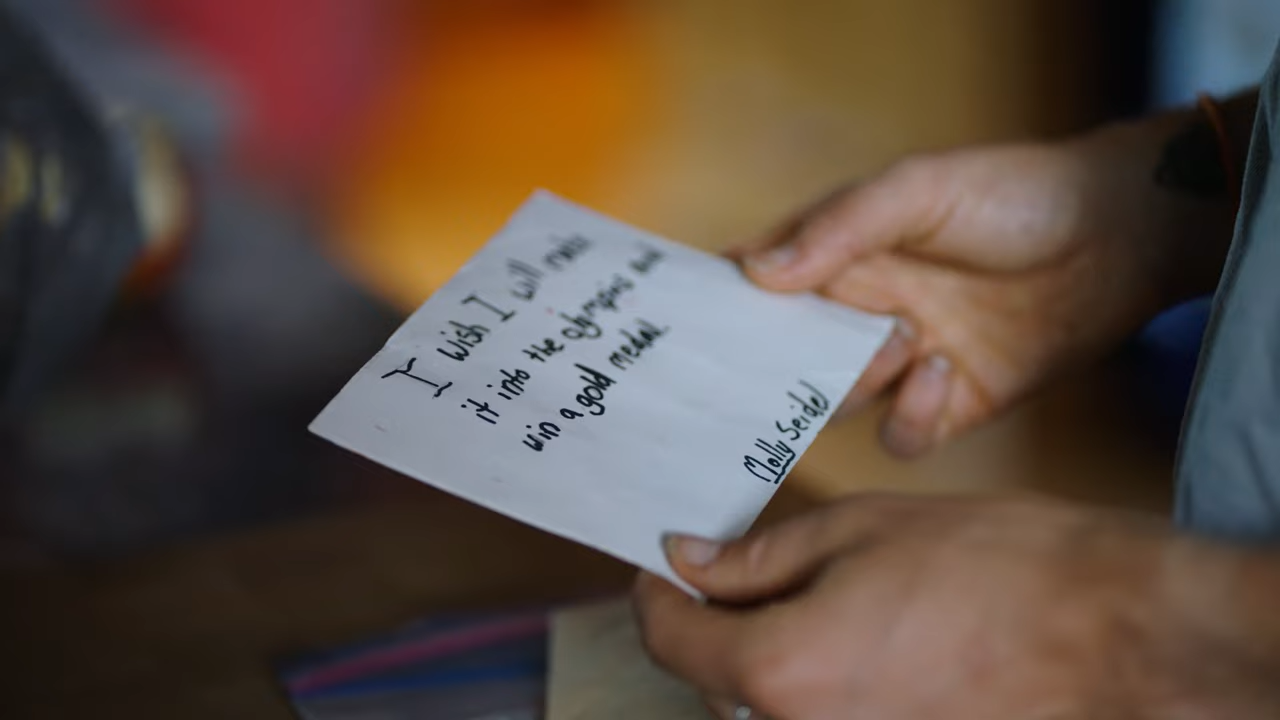 I wish I will make
it into the olympics and
win a gold medal
Molly Seidel